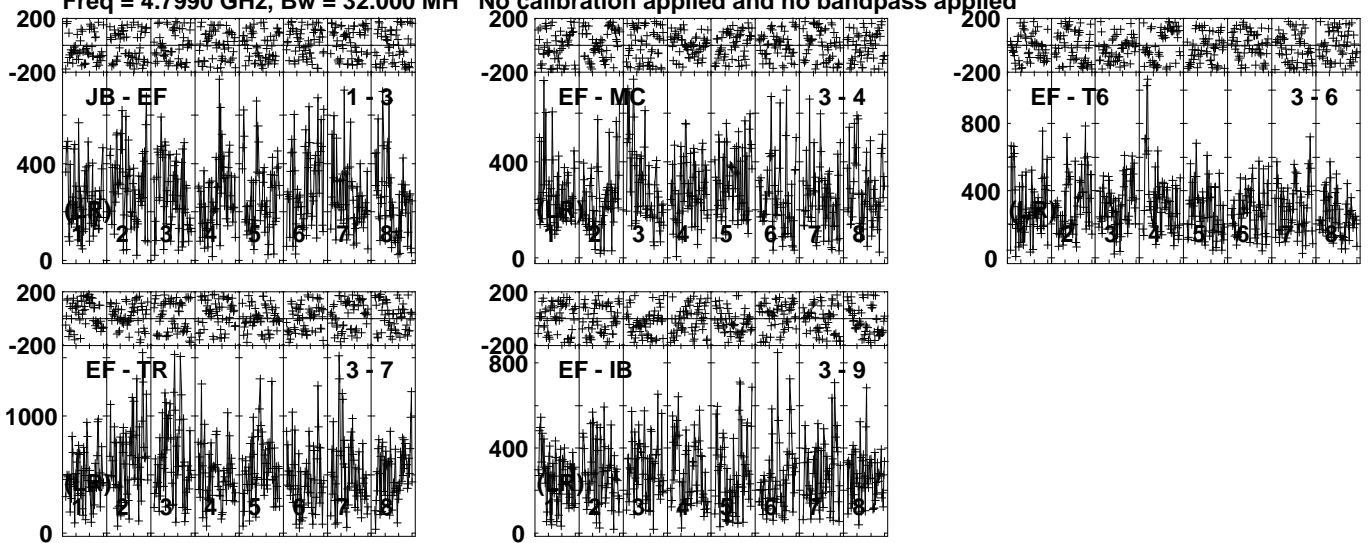 Freq = 4.7990 GHz, Bw = 32.000 MH No calibration applied and no bandpass applied
200
-200
JB - EF
1 - 3
400
(LR)
1 2 3 4 5 6 7 8
0
200
-200
EF - MC
3 - 4
400
(LR)
1 2 3 4 5 6 7 8
0
200
-200
EF - T6
3 - 6
800
400
(LR)
1 2 3 4 5 6 7 8
0
200
-200
EF - TR
3 - 7
1000
(LR)
1 2 3 4 5 6 7 8
0
200
-200
800
EF - IB
3 - 9
400
(LR)
1 2 3 4 5 6 7 8
0